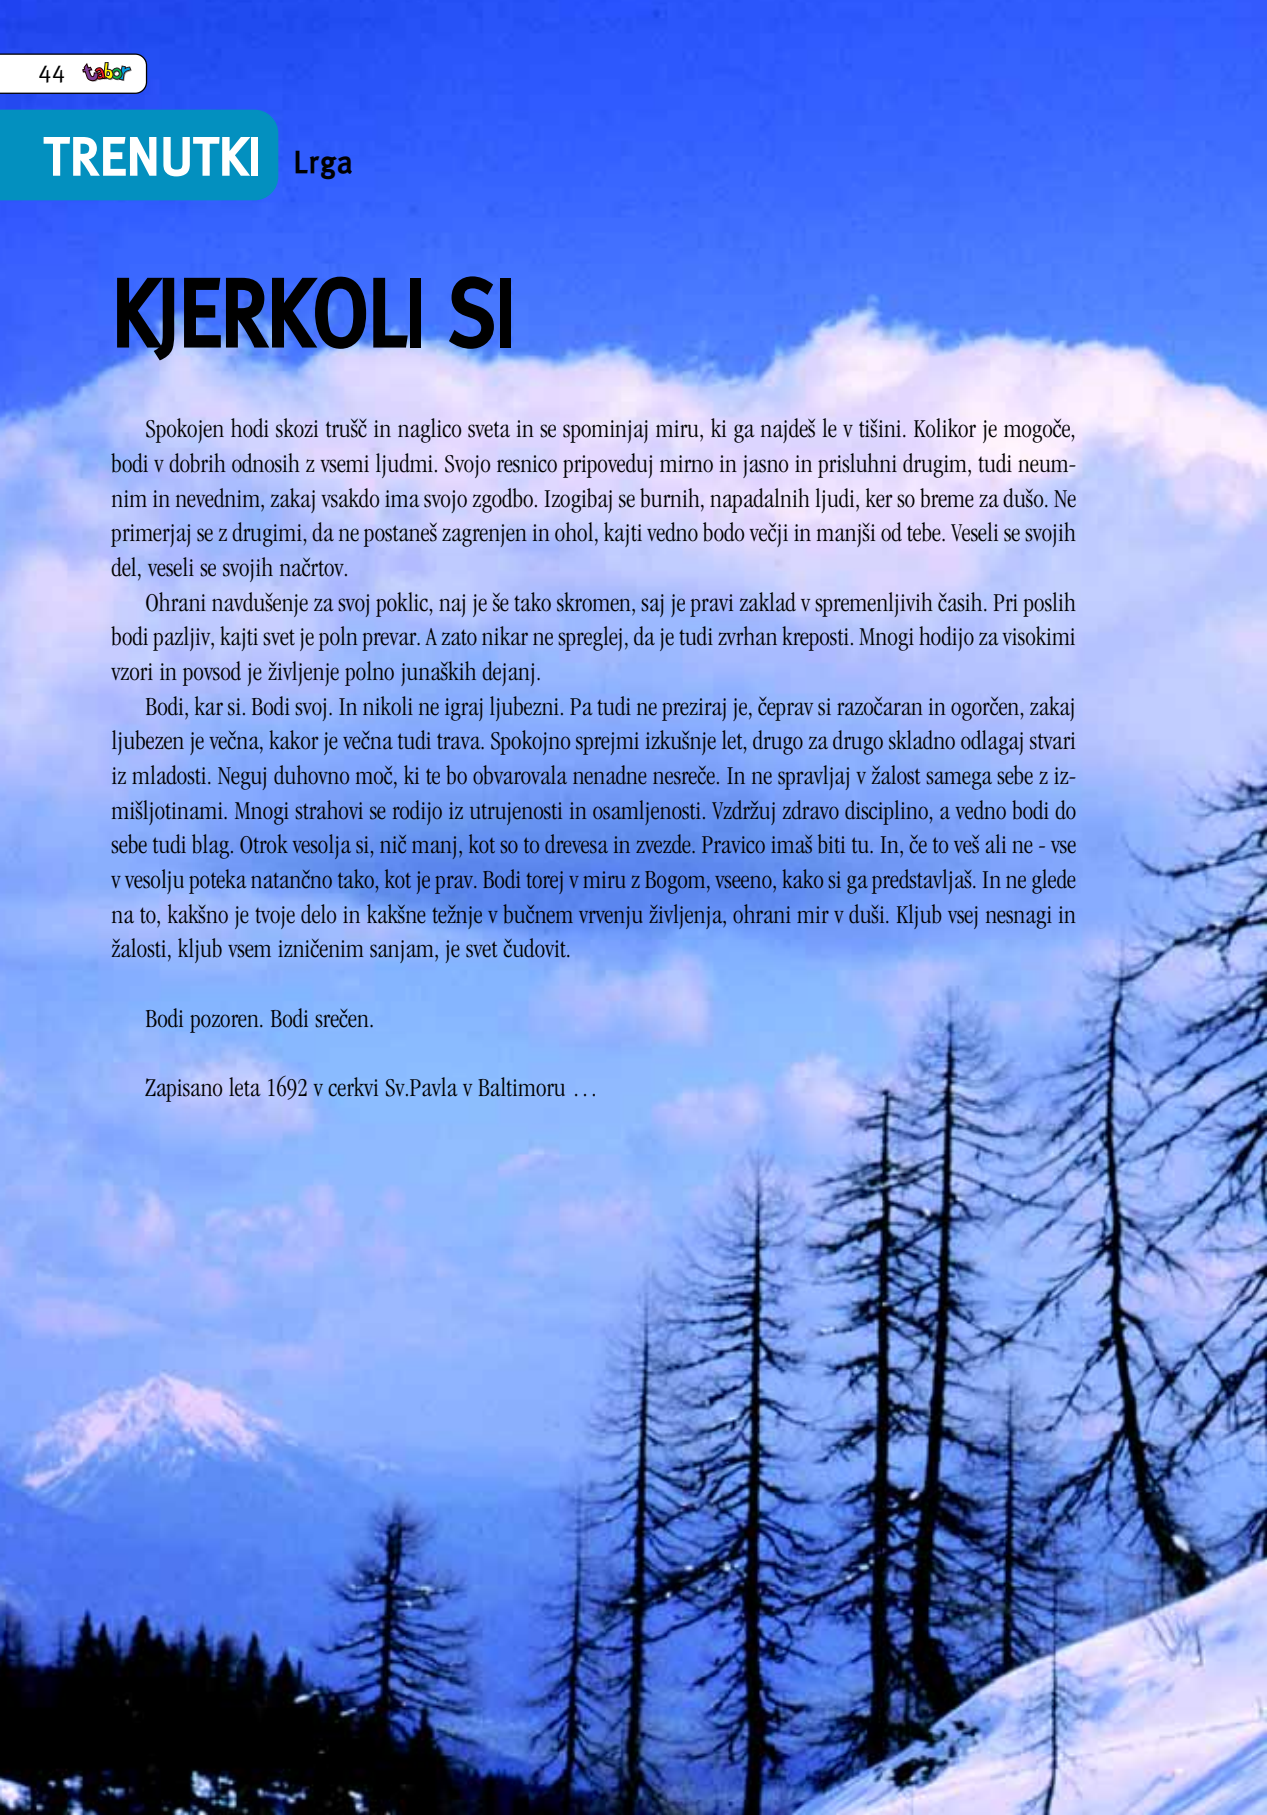 44 tabor
TRENUTKI Lrga
KJERKOLI SI
Spokojen hodi skozi trušč in naglico sveta in se spominjaj miru, ki ga najdeš le v tišini. Kolikor je mogoče,
bodi v dobrih odnosih z vsemi ljudmi. Svojo resnico pripoveduj mirno in jasno in prisluhni drugim, tudi neum-
nim in nevednim, zakaj vsakdo ima svojo zgodbo. Izogibaj se burnih, napadalnih ljudi, ker so breme za dušo. Ne
primerjaj se z drugimi, da ne postaneš zagrenjen in ohol, kajti vedno bodo večji in manjši od tebe. Veseli se svojih
del, veseli se svojih načrtov.
Ohrani navdušenje za svoj poklic, naj je še tako skromen, saj je pravi zaklad v spremenljivih časih. Pri poslih
bodi pazljiv, kajti svet je poln prevar. A zato nikar ne spreglej, da je tudi zvrhan kreposti. Mnogi hodijo za visokimi
vzori in povsod je življenje polno junaških dejanj.
Bodi, kar si. Bodi svoj. In nikoli ne igraj ljubezni. Pa tudi ne preziraj je, čeprav si razočaran in ogorčen, zakaj
ljubezen je večna, kakor je večna tudi trava. Spokojno sprejmi izkušnje let, drugo za drugo skladno odlagaj stvari
iz mladosti. Neguj duhovno moč, ki te bo obvarovala nenadne nesreče. In ne spravljaj v žalost samega sebe z iz-
mišljotinami. Mnogi strahovi se rodijo iz utrujenosti in osamljenosti. Vzdržuj zdravo disciplino, a vedno bodi do
sebe tudi blag. Otrok vesolja si, nič manj, kot so to drevesa in zvezde. Pravico imaš biti tu. In, če to veš ali ne - vse
v vesolju poteka natančno tako, kot je prav. Bodi torej v miru z Bogom, vseeno, kako si ga predstavljaš. In ne glede
na to, kakšno je tvoje delo in kakšne težnje v bučnem vrvenju življenja, ohrani mir v duši. Kljub vsej nesnagi in
žalosti, kljub vsem izničenim sanjam, je svet čudovit.
Bodi pozoren. Bodi srečen.
Zapisano leta 1692 v cerkvi Sv.Pavla v Baltimoru …